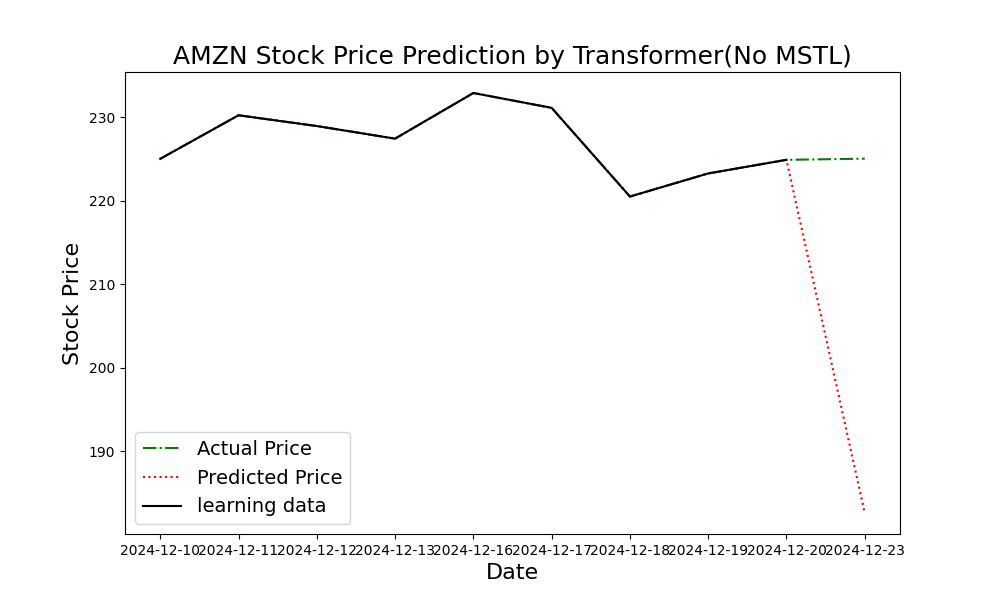 AMZN Stock Price Prediction by Transformer(No MSTL)
Stock Price
230
220
210
200
190
Actual Price
Predicted Price
learning data
2024-12-10 2024-12-11 2024-12-12 2024-12-13 2024-12-16 2024-12-17 2024-12-18 2024-12-19 2024-12-20 2024-12-23
Date